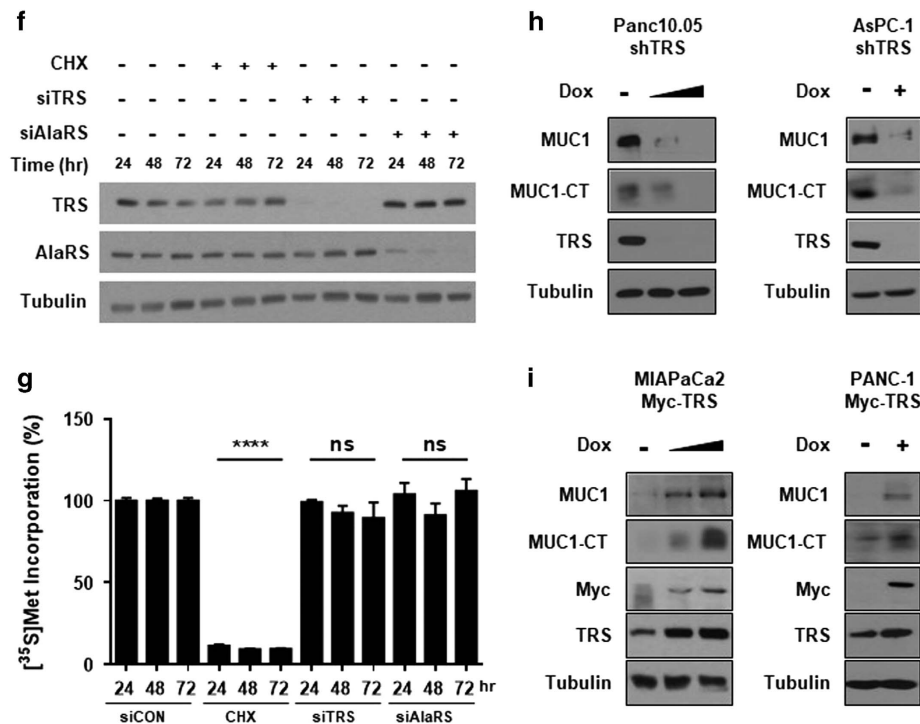 f
CHX - - - + + + - - - - - -
siTRS - - - - - - + + + - - -
siAlaRS - - - - - - - - - + + +
Time (hr) 24 48 72 24 48 72 24 48 72 24 48 72
TRS
AlaRS
Tubulin
g
[³⁵S]Met Incorporation (%)
150
100
50
0
**** ns ns
24 48 72 24 48 72 24 48 72 24 48 72 hr
siCON CHX siTRS siAlaRS
h
Panc10.05
shTRS
Dox -
MUC1
MUC1-CT
TRS
Tubulin
AsPC-1
shTRS
Dox - +
MUC1
MUC1-CT
TRS
Tubulin
i
MIAPaCa2
Myc-TRS
Dox -
MUC1
MUC1-CT
Myc
TRS
Tubulin
PANC-1
Myc-TRS
Dox - +
MUC1
MUC1-CT
Myc
TRS
Tubulin